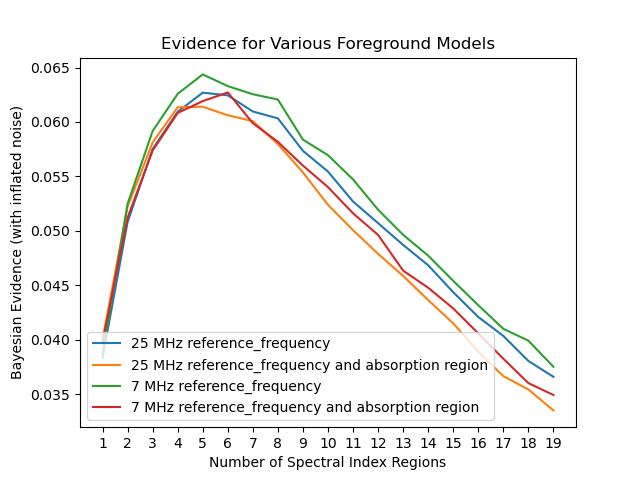 Evidence for Various Foreground Models
Bayesian Evidence (with inflated noise)
0.065
0.060
0.055
0.050
0.045
0.040
0.035
25 MHz reference_frequency
25 MHz reference_frequency and absorption region
7 MHz reference_frequency
7 MHz reference_frequency and absorption region
1 2 3 4 5 6 7 8 9 10 11 12 13 14 15 16 17 18 19
Number of Spectral Index Regions